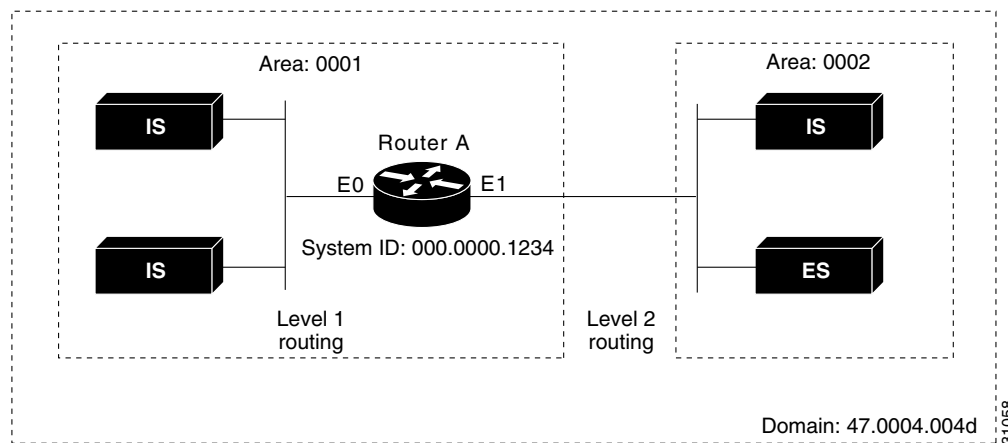 Area: 0001
Area: 0002
IS
IS
Router A
E0
E1
System ID: 000.0000.1234
IS
ES
Level 1
routing
Level 2
routing
Domain: 47.0004.004d